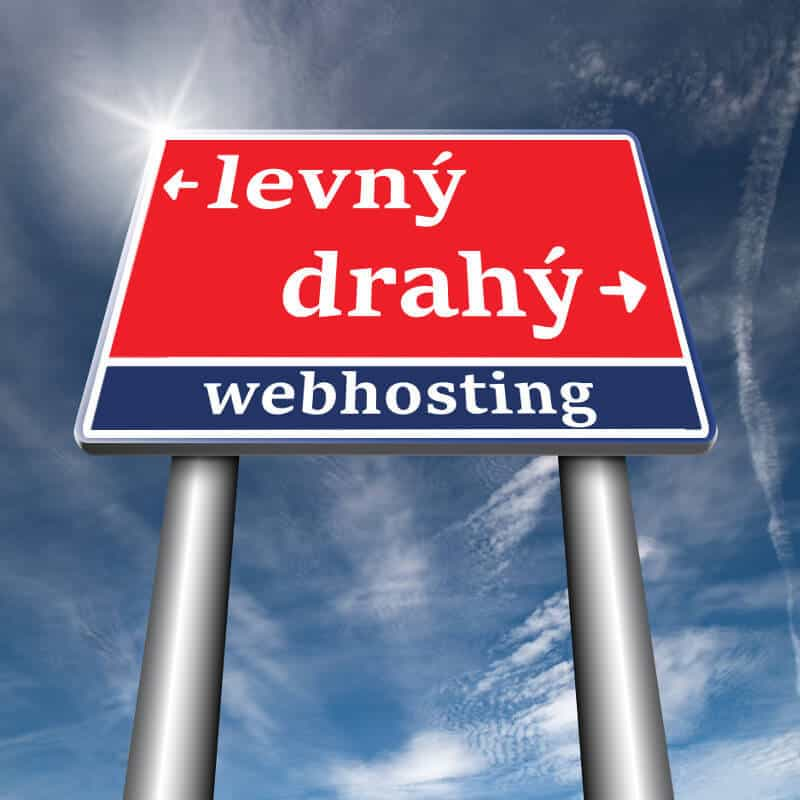 ← levný
drahý →
webhosting